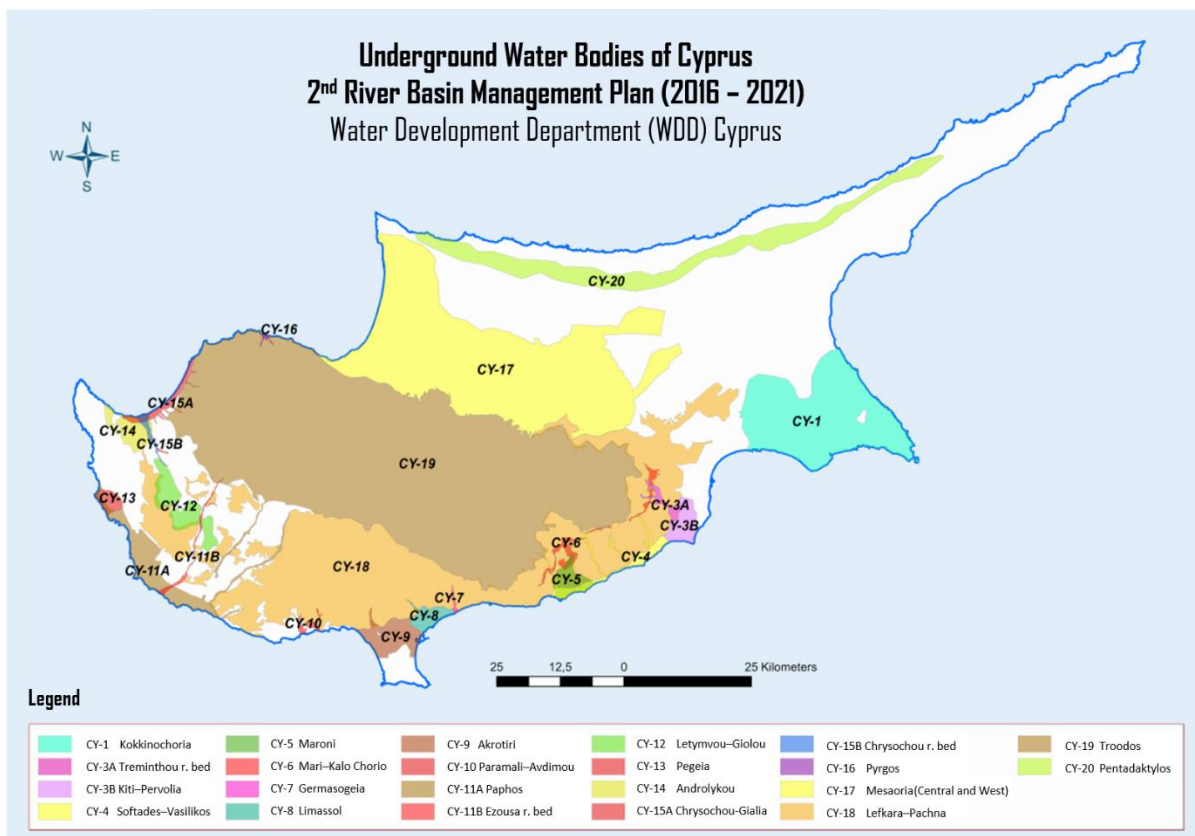 Underground Water Bodies of Cyprus
2nd River Basin Management Plan (2016 – 2021)
Water Development Department (WDD) Cyprus
N
W E
S
CY-20
CY-16
CY-17
CY-15A
CY-1
CY-14
CY-15B
CY-19
CY-13
CY-12
CY-3A
CY-3B
CY-6
CY-11B
CY-4
CY-11A
CY-18
CY-5
CY-7
CY-8
CY-10
CY-9
25 12,5 0 25 Kilometers
Legend
CY-1 Kokkinochoria
CY-3A Treminthou r. bed
CY-3B Kiti–Pervolia
CY-4 Softades–Vasilikos
CY-5 Maroni
CY-6 Mari–Kalo Chorio
CY-7 Germasogeia
CY-8 Limassol
CY-9 Akrotiri
CY-10 Paramali–Avdimou
CY-11A Paphos
CY-11B Ezousa r. bed
CY-12 Letymvou–Giolou
CY-13 Pegeia
CY-14 Androlykou
CY-15A Chrysochou-Gialia
CY-15B Chrysochou r. bed
CY-16 Pyrgos
CY-17 Mesaoria(Central and West)
CY-18 Lefkara–Pachna
CY-19 Troodos
CY-20 Pentadaktylos